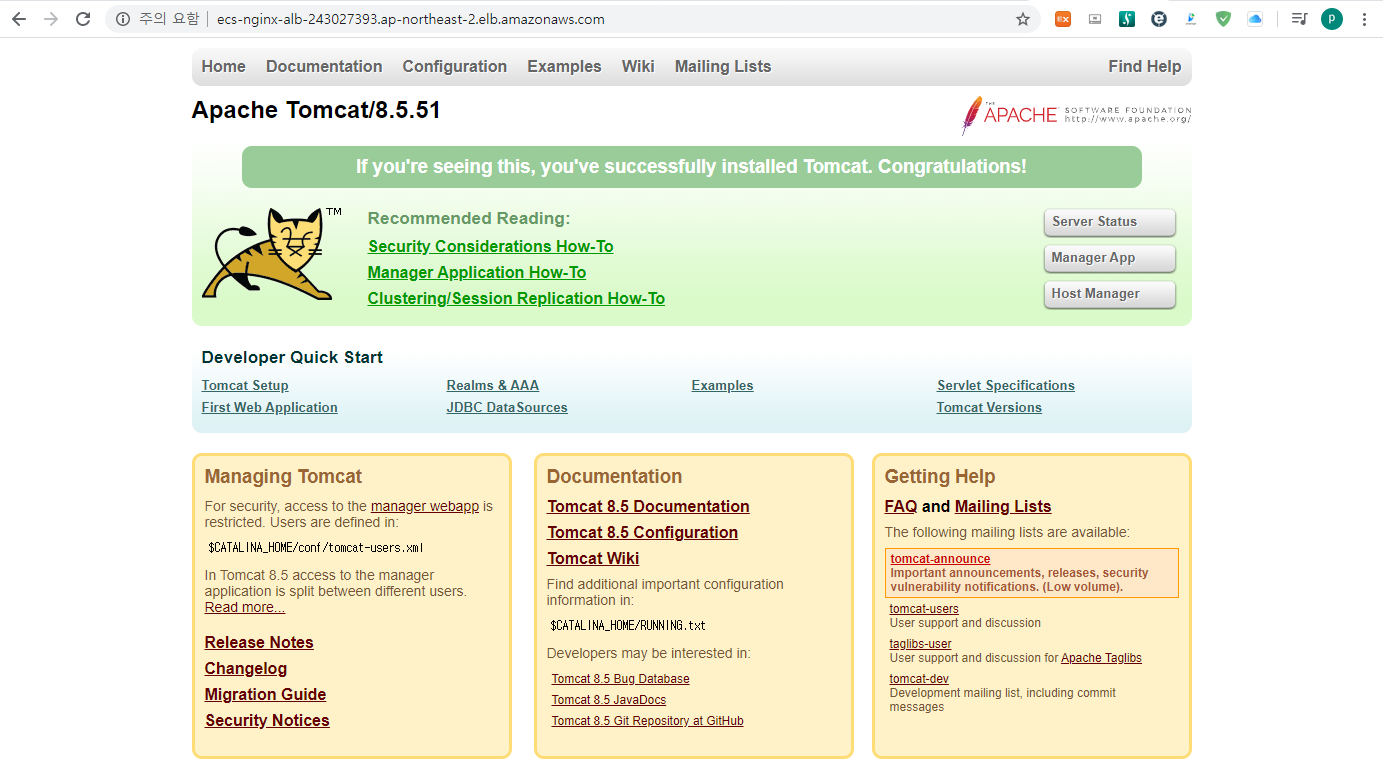 주의 요함 ecs-nginx-alb-243027393.ap-northeast-2.elb.amazonaws.com
Home Documentation Configuration Examples Wiki Mailing Lists Find Help
Apache Tomcat/8.5.51
THE APACHE SOFTWARE FOUNDATION
http://www.apache.org/
If you're seeing this, you've successfully installed Tomcat. Congratulations!
TM
Recommended Reading:
Security Considerations How-To
Manager Application How-To
Clustering/Session Replication How-To
Server Status
Manager App
Host Manager
Developer Quick Start
Tomcat Setup
First Web Application
Realms & AAA
JDBC DataSources
Examples
Servlet Specifications
Tomcat Versions
Managing Tomcat
For security, access to the manager webapp is
restricted. Users are defined in:
$CATALINA_HOME/conf/tomcat-users.xml
In Tomcat 8.5 access to the manager
application is split between different users.
Read more...
Release Notes
Changelog
Migration Guide
Security Notices
Documentation
Tomcat 8.5 Documentation
Tomcat 8.5 Configuration
Tomcat Wiki
Find additional important configuration
information in:
$CATALINA_HOME/RUNNING.txt
Developers may be interested in:
Tomcat 8.5 Bug Database
Tomcat 8.5 JavaDocs
Tomcat 8.5 Git Repository at GitHub
Getting Help
FAQ and Mailing Lists
The following mailing lists are available:
tomcat-announce
Important announcements, releases, security
vulnerability notifications. (Low volume).
tomcat-users
User support and discussion
taglibs-user
User support and discussion for Apache Taglibs
tomcat-dev
Development mailing list, including commit
messages